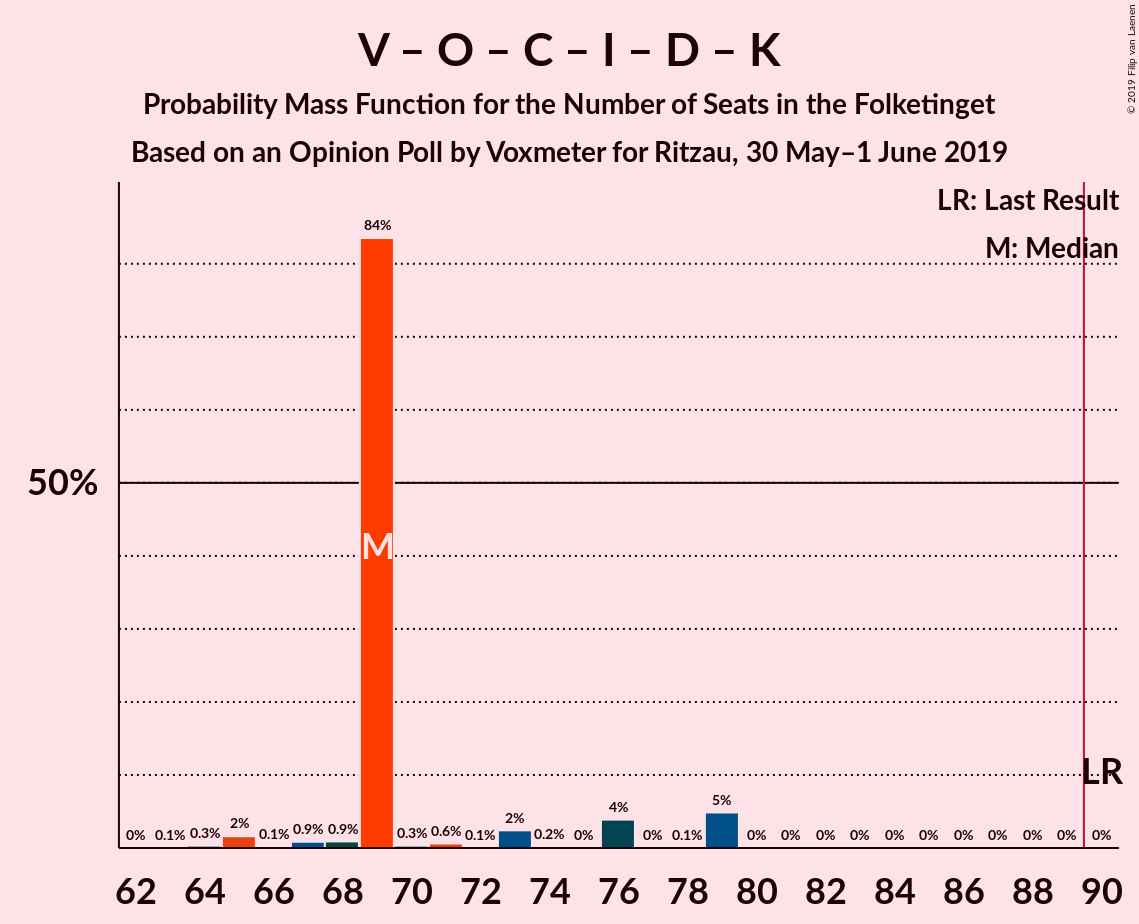 V – O – C – I – D – K
Probability Mass Function for the Number of Seats in the Folketinget
Based on an Opinion Poll by Voxmeter for Ritzau, 30 May–1 June 2019
© 2019 Filip van Laenen
LR: Last Result
M: Median
84%
50%
M
LR
0% 0.1% 0.3% 2% 0.1% 0.9% 0.9% 0.3% 0.6% 0.1% 2% 0.2% 0% 4% 0% 0.1% 5% 0% 0% 0% 0% 0% 0% 0% 0% 0% 0% 0%
62 64 66 68 70 72 74 76 78 80 82 84 86 88 90